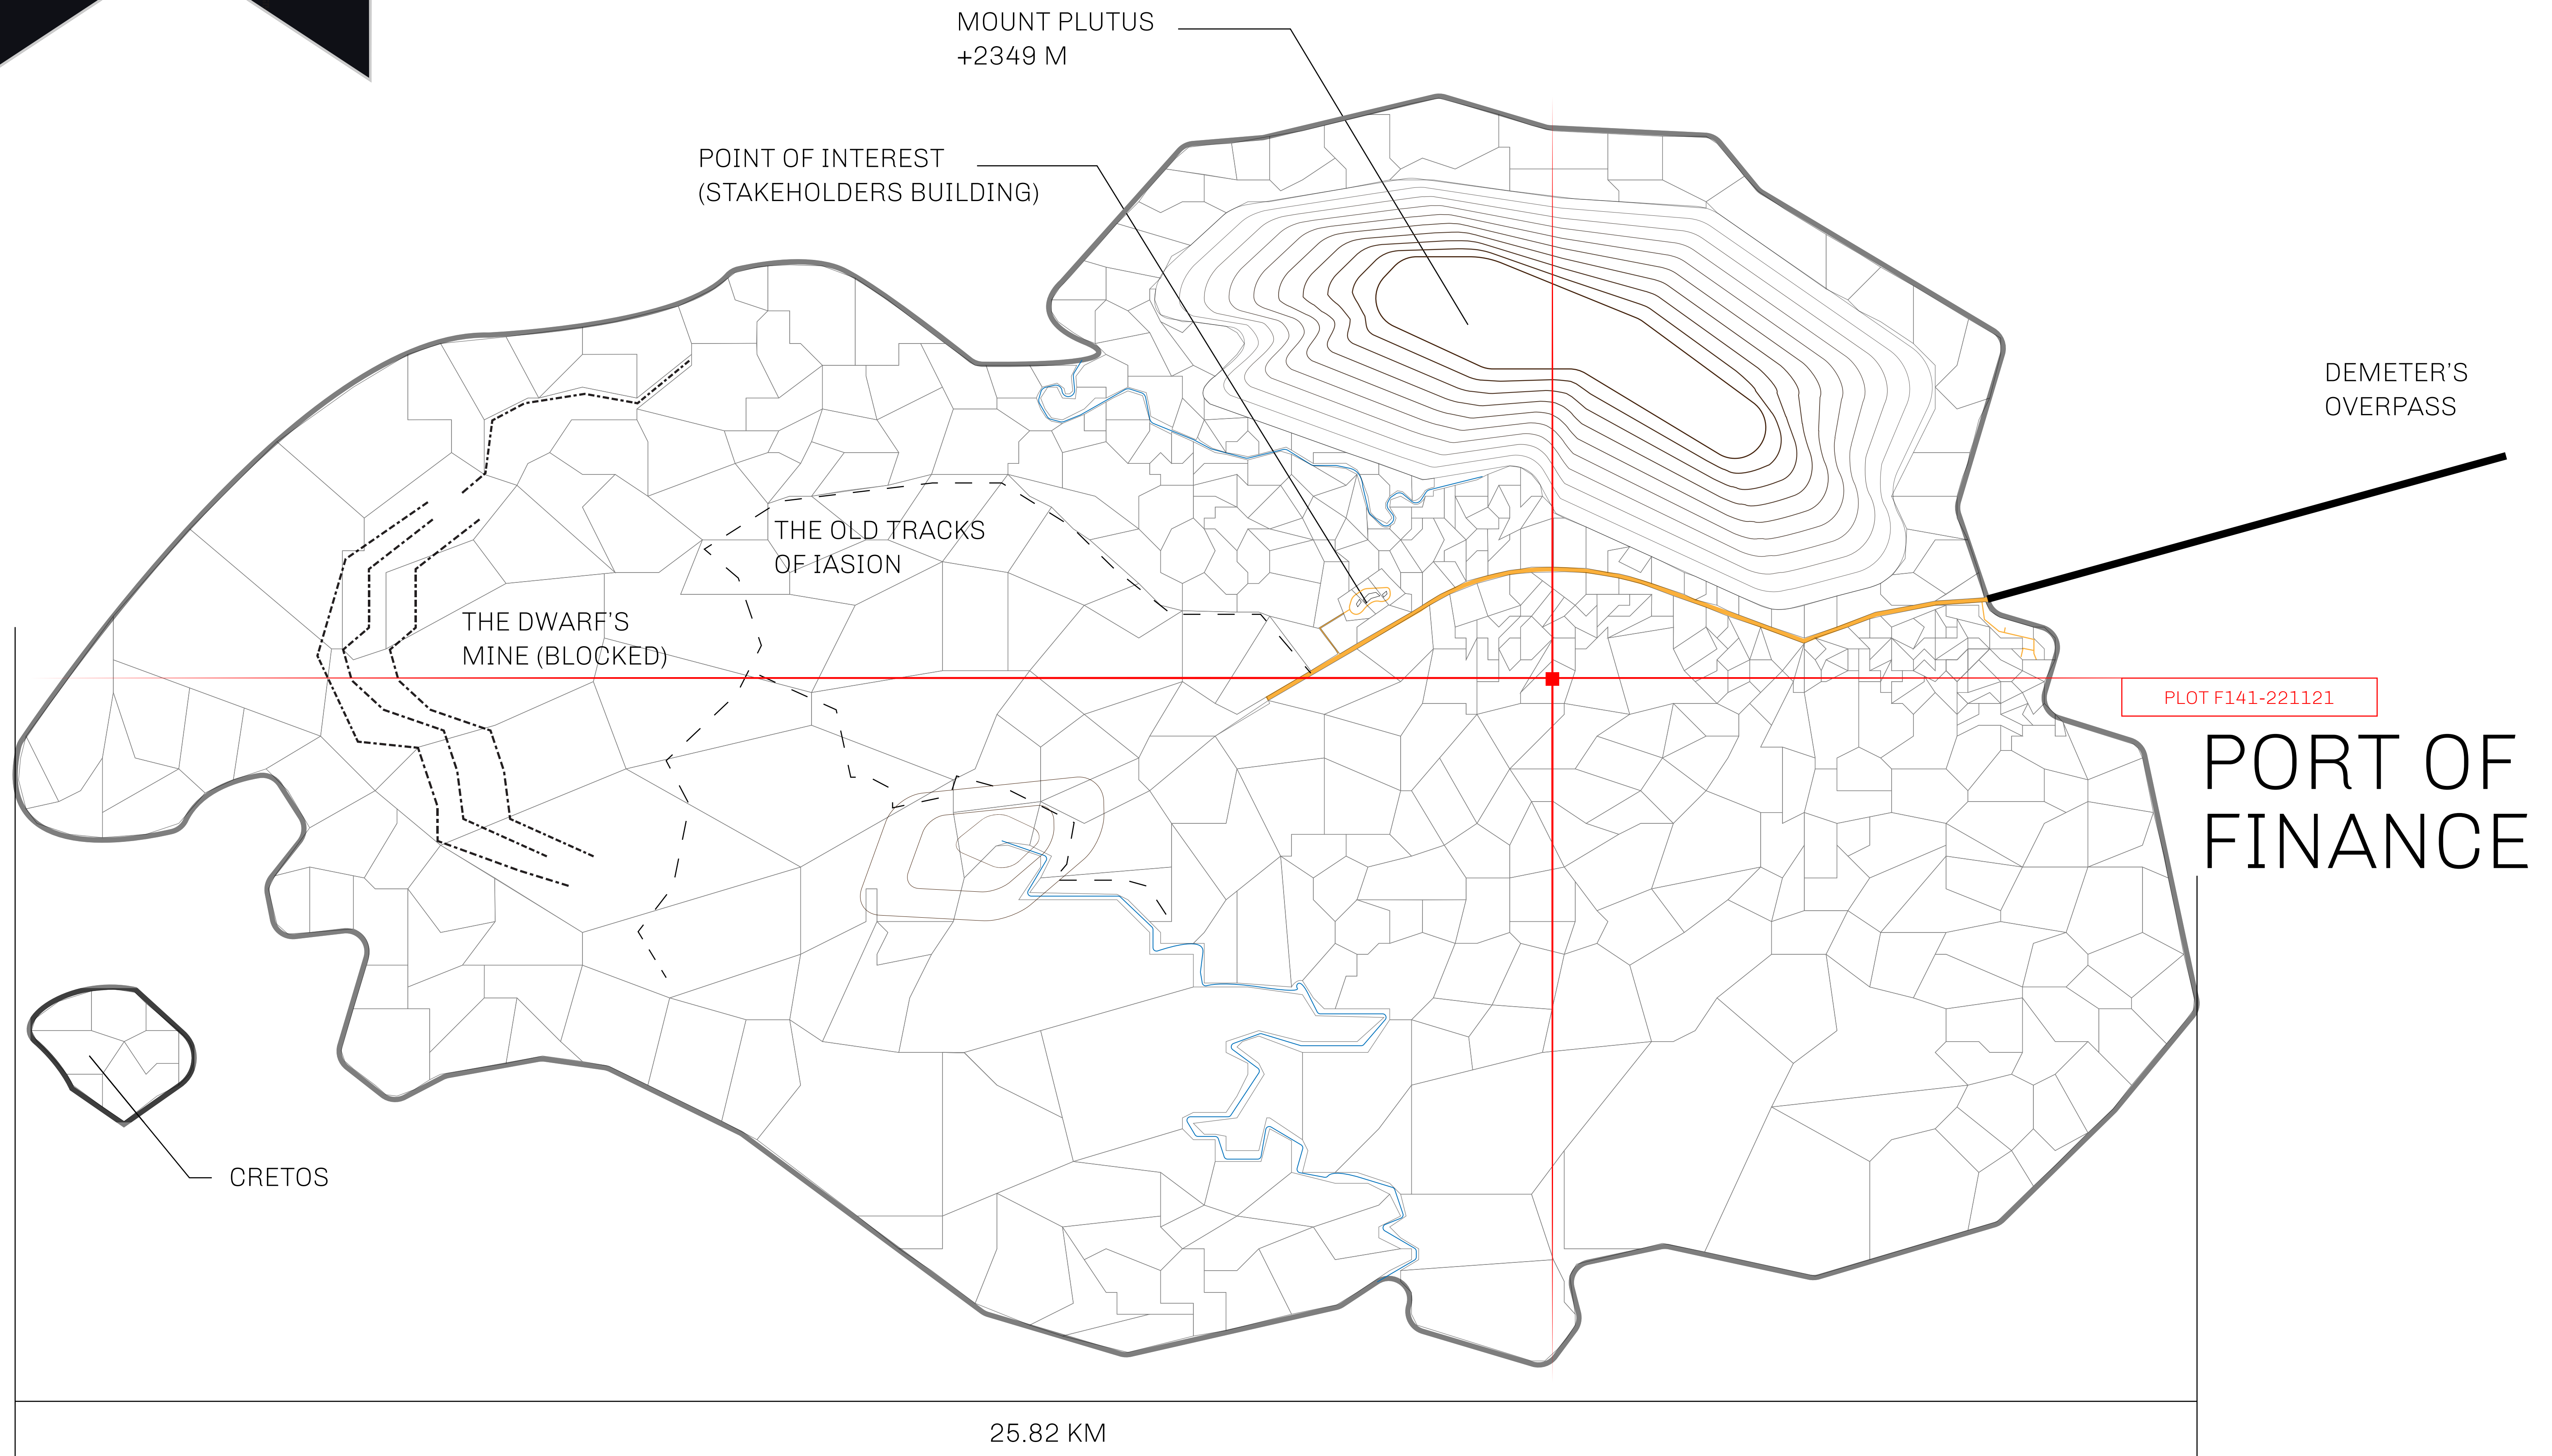 MOUNT PLUTUS
+2349 M
POINT OF INTEREST
(STAKEHOLDERS BUILDING)
DEMETER'S
OVERPASS
THE OLD TRACKS
OF IASION
THE DWARF'S
MINE (BLOCKED)
PLOT F141-221121
PORT OF
FINANCE
CRETOS
25.82 KM